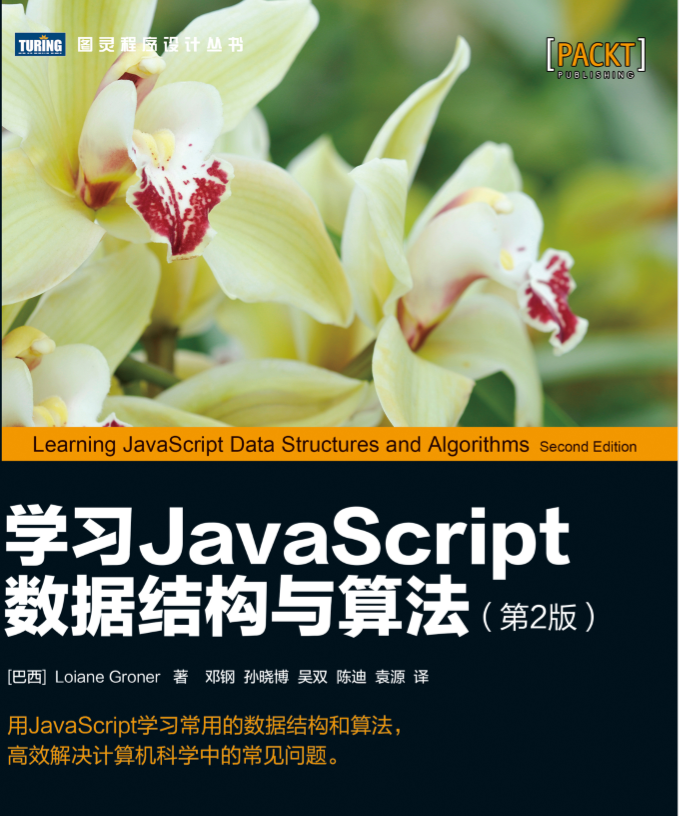 TURING 图灵程序设计丛书
[PACKT]
PUBLISHING
Learning JavaScript Data Structures and Algorithms Second Edition
学习JavaScript
数据结构与算法（第2版）
[巴西] Loiane Groner 著 邓钢 孙晓博 吴双 陈迪 袁源 译
用JavaScript学习常用的数据结构和算法，
高效解决计算机科学中的常见问题。